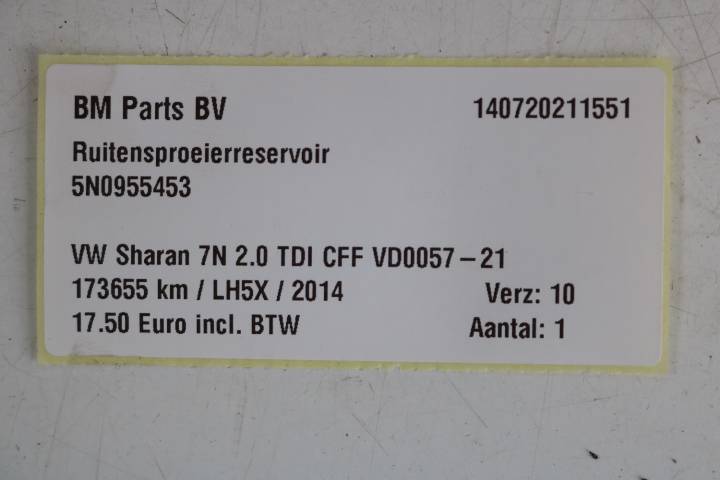 BM Parts BV 140720211551
Ruitensproeierreservoir
5N0955453
VW Sharan 7N 2.0 TDI CFF VD0057-21
173655 km / LH5X / 2014 Verz: 10
17.50 Euro incl. BTW Aantal: 1